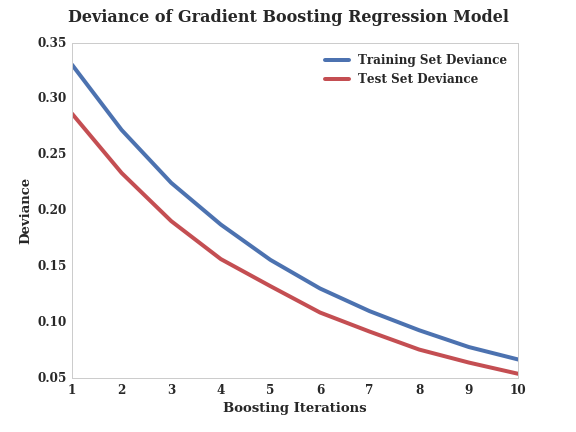 Deviance of Gradient Boosting Regression Model
0.35
0.30
0.25
0.20
0.15
0.10
0.05
Deviance
Training Set Deviance
Test Set Deviance
1 2 3 4 5 6 7 8 9 10
Boosting Iterations